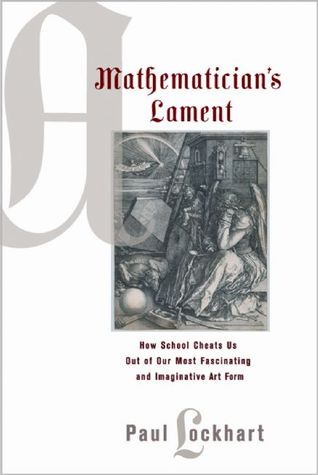 A
Mathematician's
Lament
How School Cheats Us
Out of Our Most Fascinating
and Imaginative Art Form
Paul Lockhart